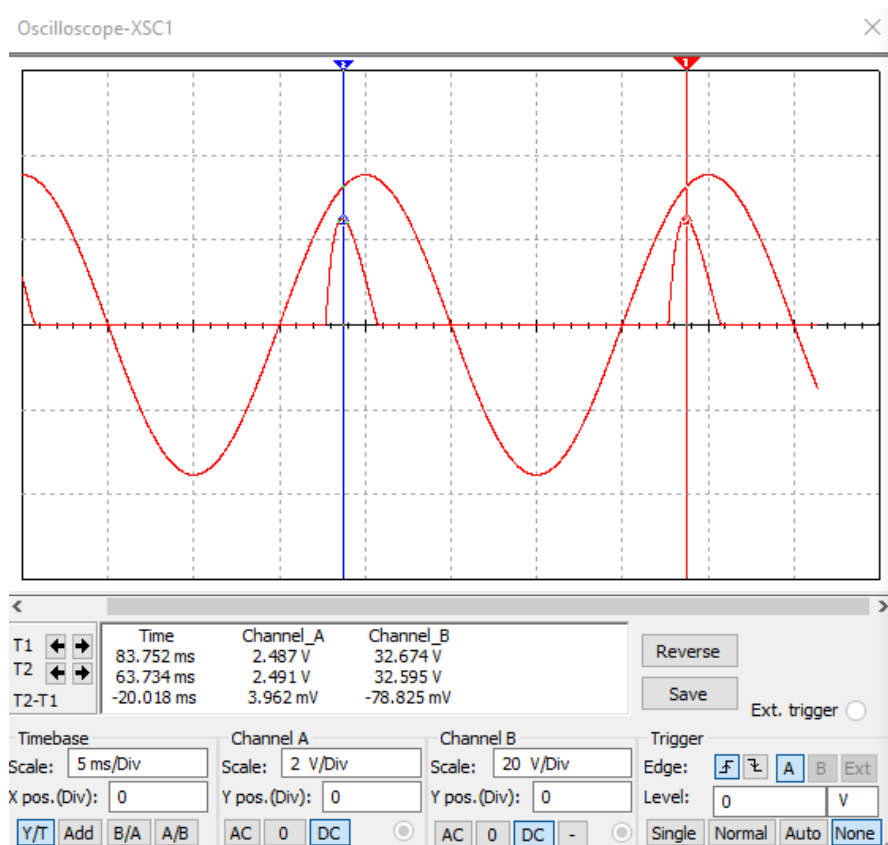 Oscilloscope-XSC1
2 1
T1
T2
T2-T1
Time Channel_A Channel_B
83.752 ms 2.487 V 32.674 V
63.734 ms 2.491 V 32.595 V
-20.018 ms 3.962 mV -78.825 mV
Reverse
Save
Ext. trigger
Timebase
Scale: 5 ms/Div
X pos.(Div): 0
Y/T Add B/A A/B
Channel A
Scale: 2 V/Div
Y pos.(Div): 0
AC 0 DC
Channel B
Scale: 20 V/Div
Y pos.(Div): 0
AC 0 DC -
Trigger
Edge: A B Ext
Level: 0 V
Single Normal Auto None